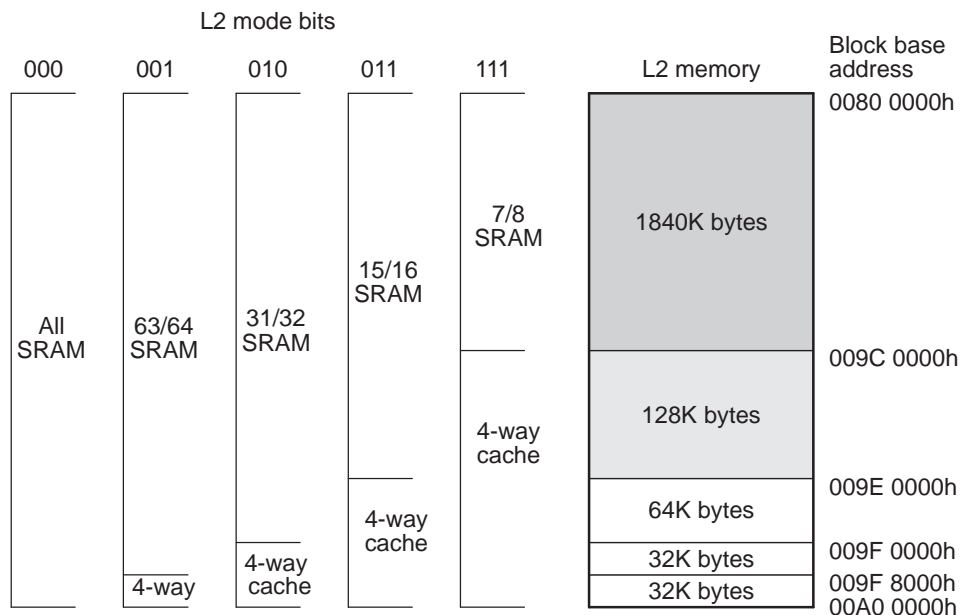 L2 mode bits
000 001 010 011 111 L2 memory
Block base
address
0080 0000h
7/8
SRAM
1840K bytes
15/16
SRAM
31/32
SRAM
63/64
SRAM
All
SRAM
009C 0000h
128K bytes
4-way
cache
009E 0000h
64K bytes
4-way
cache
009F 0000h
32K bytes
4-way
cache
009F 8000h
4-way
32K bytes
00A0 0000h